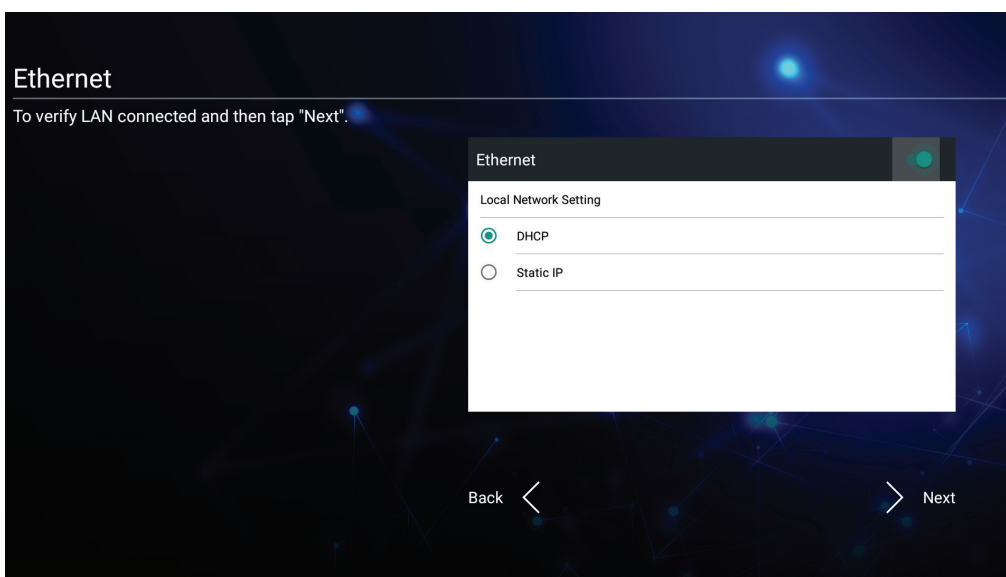 Ethernet
To verify LAN connected and then tap "Next".
Ethernet
Local Network Setting
DHCP
Static IP
Back
Next